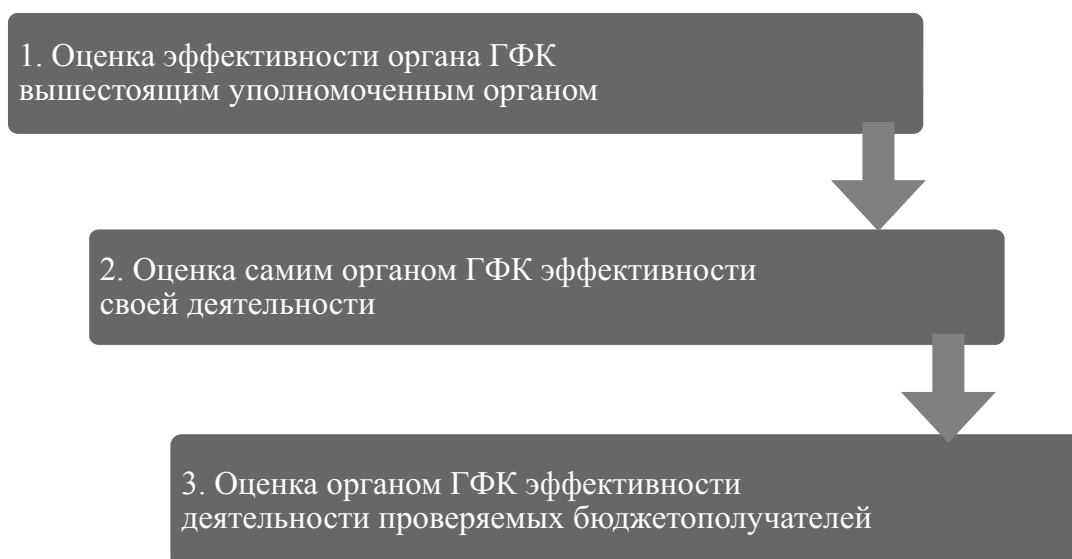 1. Оценка эффективности органа ГФК
вышестоящим уполномоченным органом
2. Оценка самим органом ГФК эффективности
своей деятельности
3. Оценка органом ГФК эффективности
деятельности проверяемых бюджетополучателей